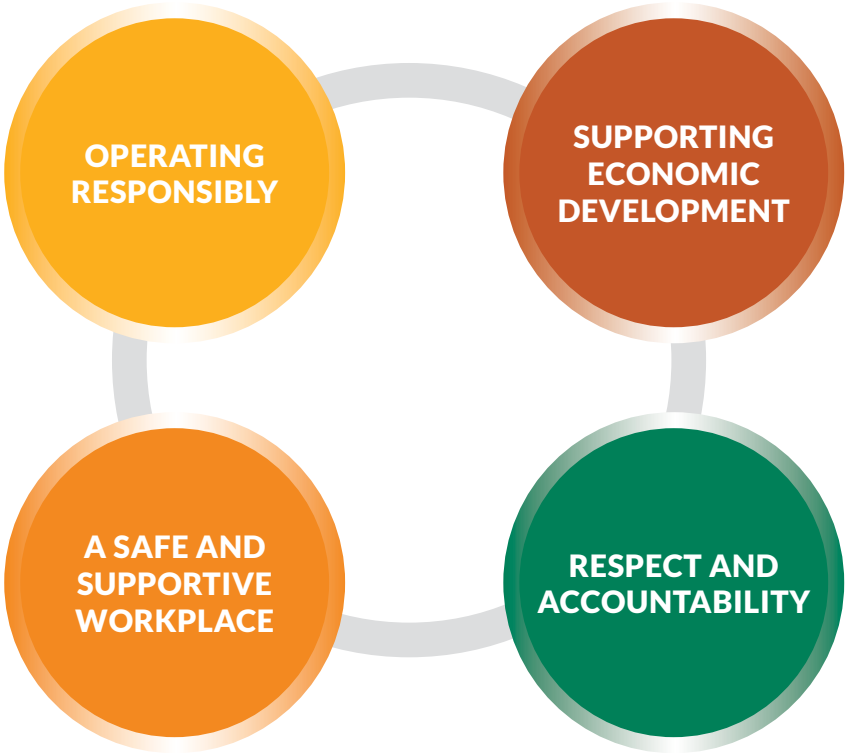 OPERATING
RESPONSIBLY
SUPPORTING
ECONOMIC
DEVELOPMENT
A SAFE AND
SUPPORTIVE
WORKPLACE
RESPECT AND
ACCOUNTABILITY